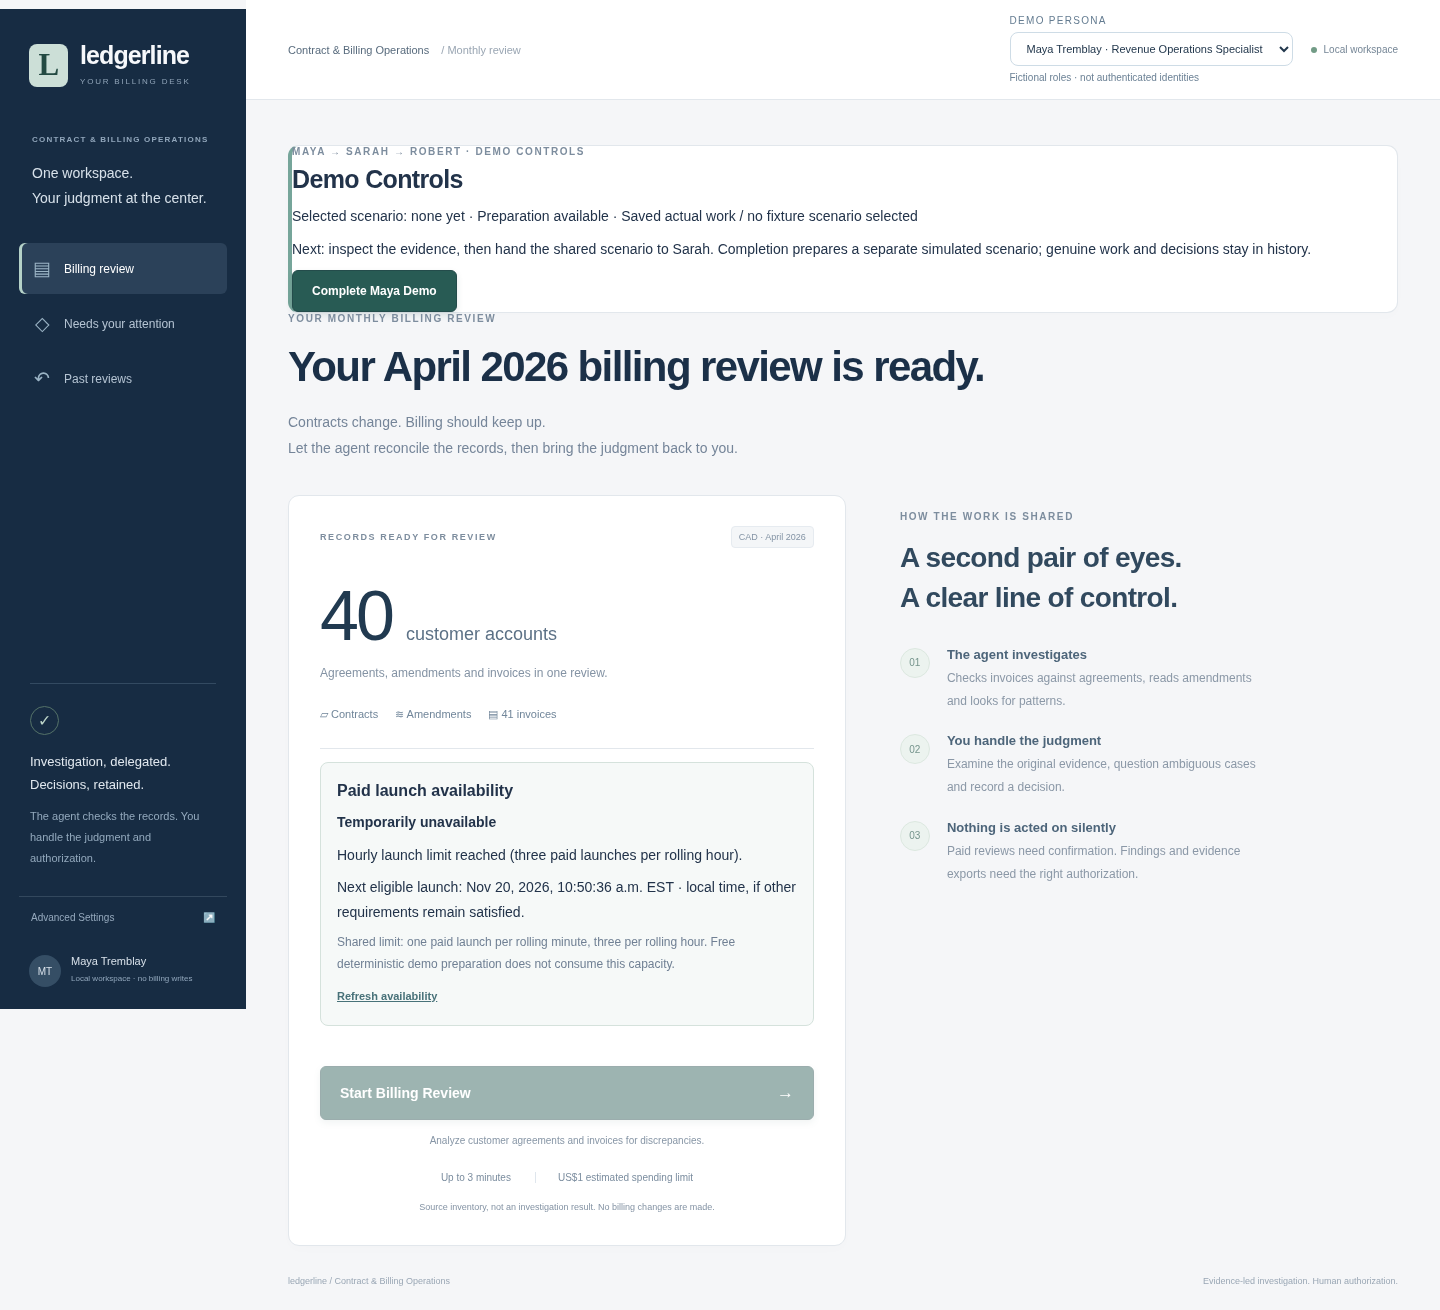 L
ledgerline
YOUR BILLING DESK
CONTRACT & BILLING OPERATIONS
One workspace.
Your judgment at the center.
Billing review
Needs your attention
Past reviews
Investigation, delegated.
Decisions, retained.
The agent checks the records. You
handle the judgment and
authorization.
Advanced Settings
MT
Maya Tremblay
Local workspace · no billing writes
Contract & Billing Operations / Monthly review
DEMO PERSONA
Maya Tremblay · Revenue Operations Specialist
Local workspace
Fictional roles · not authenticated identities
MAYA → SARAH → ROBERT · DEMO CONTROLS
Demo Controls
Selected scenario: none yet · Preparation available · Saved actual work / no fixture scenario selected
Next: inspect the evidence, then hand the shared scenario to Sarah. Completion prepares a separate simulated scenario; genuine work and decisions stay in history.
Complete Maya Demo
YOUR MONTHLY BILLING REVIEW
Your April 2026 billing review is ready.
Contracts change. Billing should keep up.
Let the agent reconcile the records, then bring the judgment back to you.
RECORDS READY FOR REVIEW
CAD · April 2026
40 customer accounts
Agreements, amendments and invoices in one review.
Contracts
Amendments
41 invoices
Paid launch availability
Temporarily unavailable
Hourly launch limit reached (three paid launches per rolling hour).
Next eligible launch: Nov 20, 2026, 10:50:36 a.m. EST · local time, if other
requirements remain satisfied.
Shared limit: one paid launch per rolling minute, three per rolling hour. Free
deterministic demo preparation does not consume this capacity.
Refresh availability
Start Billing Review →
Analyze customer agreements and invoices for discrepancies.
Up to 3 minutes
US$1 estimated spending limit
Source inventory, not an investigation result. No billing changes are made.
HOW THE WORK IS SHARED
A second pair of eyes.
A clear line of control.
01
The agent investigates
Checks invoices against agreements, reads amendments
and looks for patterns.
02
You handle the judgment
Examine the original evidence, question ambiguous cases
and record a decision.
03
Nothing is acted on silently
Paid reviews need confirmation. Findings and evidence
exports need the right authorization.
ledgerline / Contract & Billing Operations
Evidence-led investigation. Human authorization.